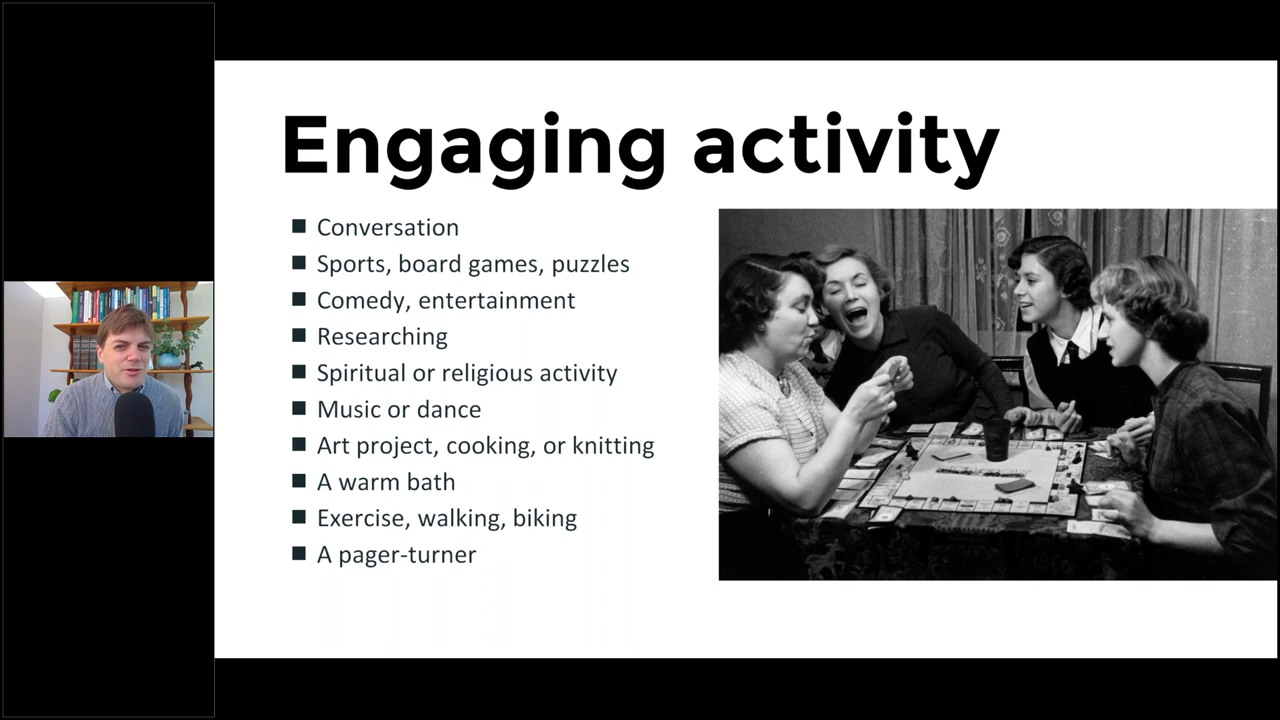 Engaging activity
Conversation
Sports, board games, puzzles
Comedy, entertainment
Researching
Spiritual or religious activity
Music or dance
Art project, cooking, or knitting
A warm bath
Exercise, walking, biking
A pager-turner